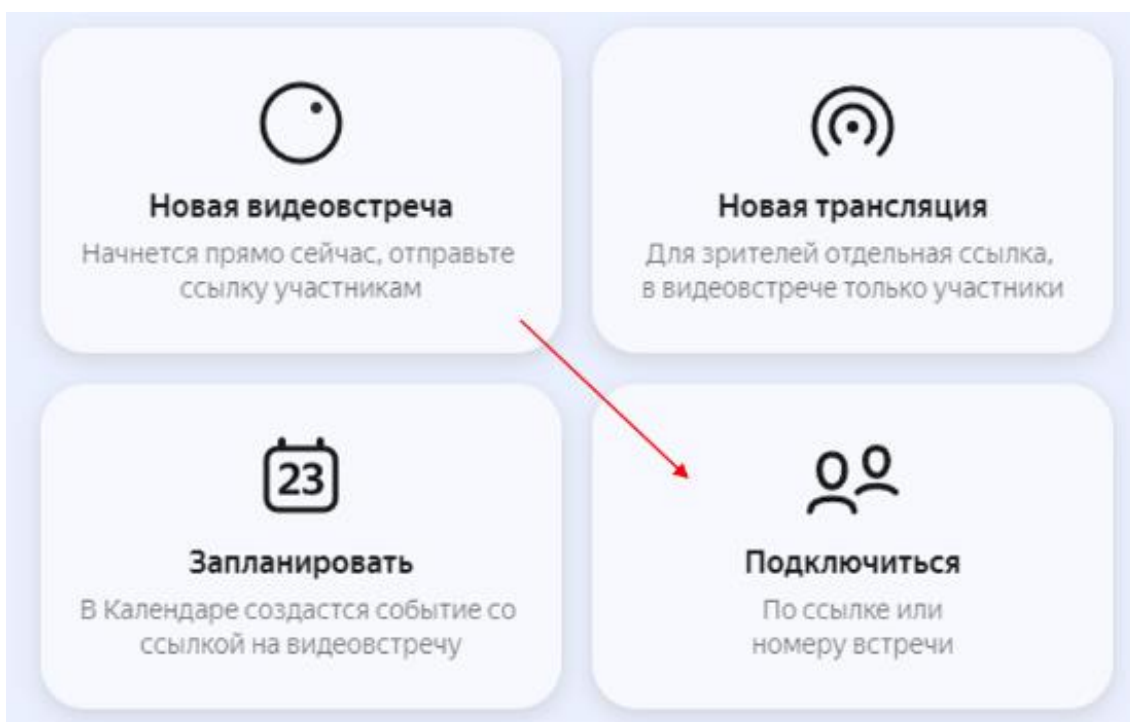 Новая видеовстреча
Начнется прямо сейчас, отправьте
ссылку участникам
Новая трансляция
Для зрителей отдельная ссылка,
в видеовстрече только участники
23
Запланировать
В Календаре создастся событие со
ссылкой на видеовстречу
Подключиться
По ссылке или
номеру встречи